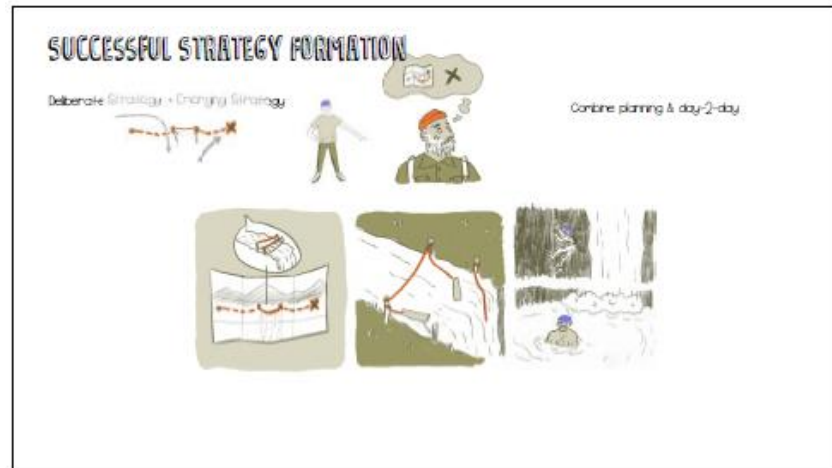 SUCCESSFUL STRATEGY FORMATION
Deliberate Strategy + Emerging Strategy
Combine planning & day-2-day